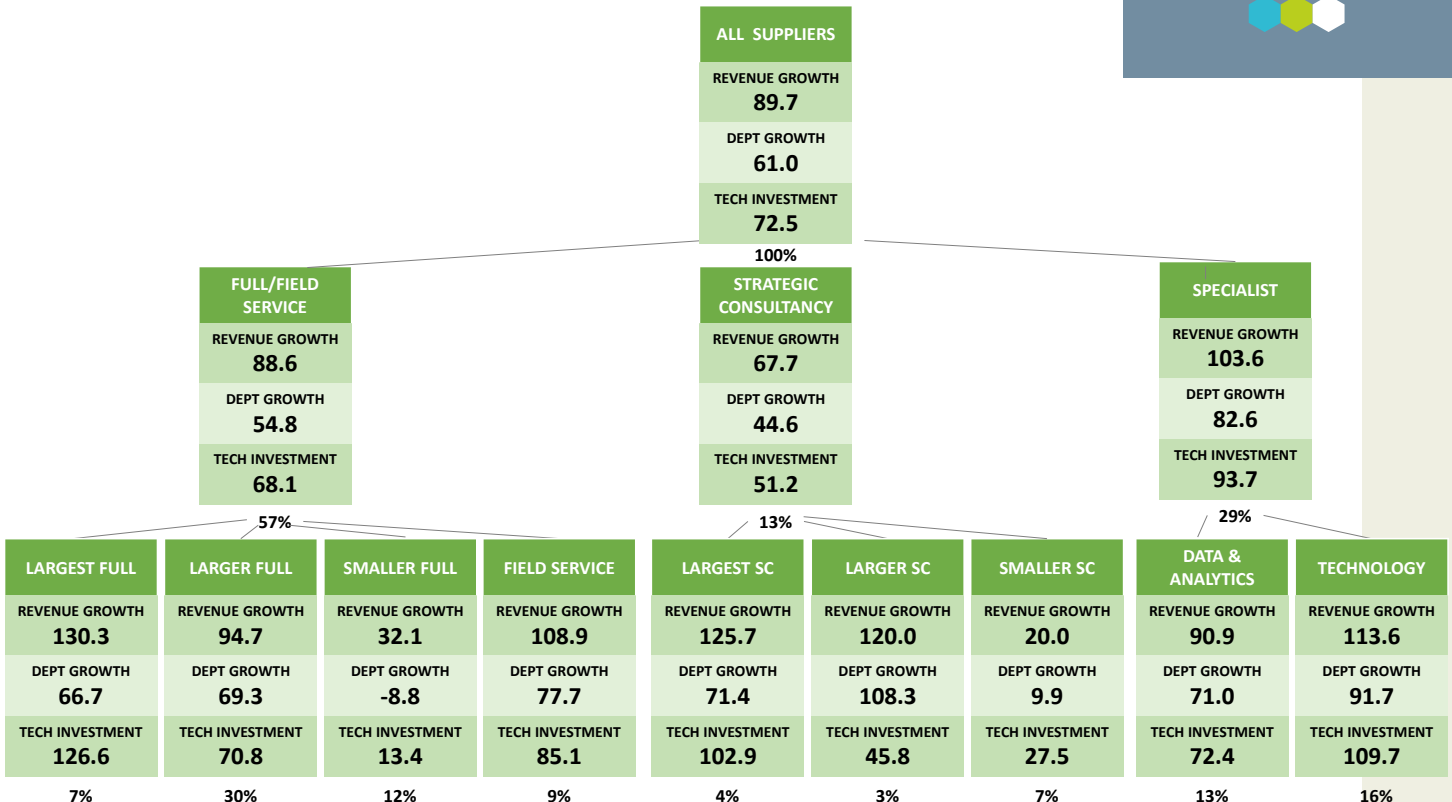 ALL SUPPLIERS
REVENUE GROWTH
89.7
DEPT GROWTH
61.0
TECH INVESTMENT
72.5
100%
FULL/FIELD
SERVICE
REVENUE GROWTH
88.6
DEPT GROWTH
54.8
TECH INVESTMENT
68.1
57%
STRATEGIC
CONSULTANCY
REVENUE GROWTH
67.7
DEPT GROWTH
44.6
TECH INVESTMENT
51.2
13%
SPECIALIST
REVENUE GROWTH
103.6
DEPT GROWTH
82.6
TECH INVESTMENT
93.7
29%
LARGEST FULL
REVENUE GROWTH
130.3
DEPT GROWTH
66.7
TECH INVESTMENT
126.6
7%
LARGER FULL
REVENUE GROWTH
94.7
DEPT GROWTH
69.3
TECH INVESTMENT
70.8
30%
SMALLER FULL
REVENUE GROWTH
32.1
DEPT GROWTH
-8.8
TECH INVESTMENT
13.4
12%
FIELD SERVICE
REVENUE GROWTH
108.9
DEPT GROWTH
77.7
TECH INVESTMENT
85.1
9%
LARGEST SC
REVENUE GROWTH
125.7
DEPT GROWTH
71.4
TECH INVESTMENT
102.9
4%
LARGER SC
REVENUE GROWTH
120.0
DEPT GROWTH
108.3
TECH INVESTMENT
45.8
3%
SMALLER SC
REVENUE GROWTH
20.0
DEPT GROWTH
9.9
TECH INVESTMENT
27.5
7%
DATA &
ANALYTICS
REVENUE GROWTH
90.9
DEPT GROWTH
71.0
TECH INVESTMENT
72.4
13%
TECHNOLOGY
REVENUE GROWTH
113.6
DEPT GROWTH
91.7
TECH INVESTMENT
109.7
16%